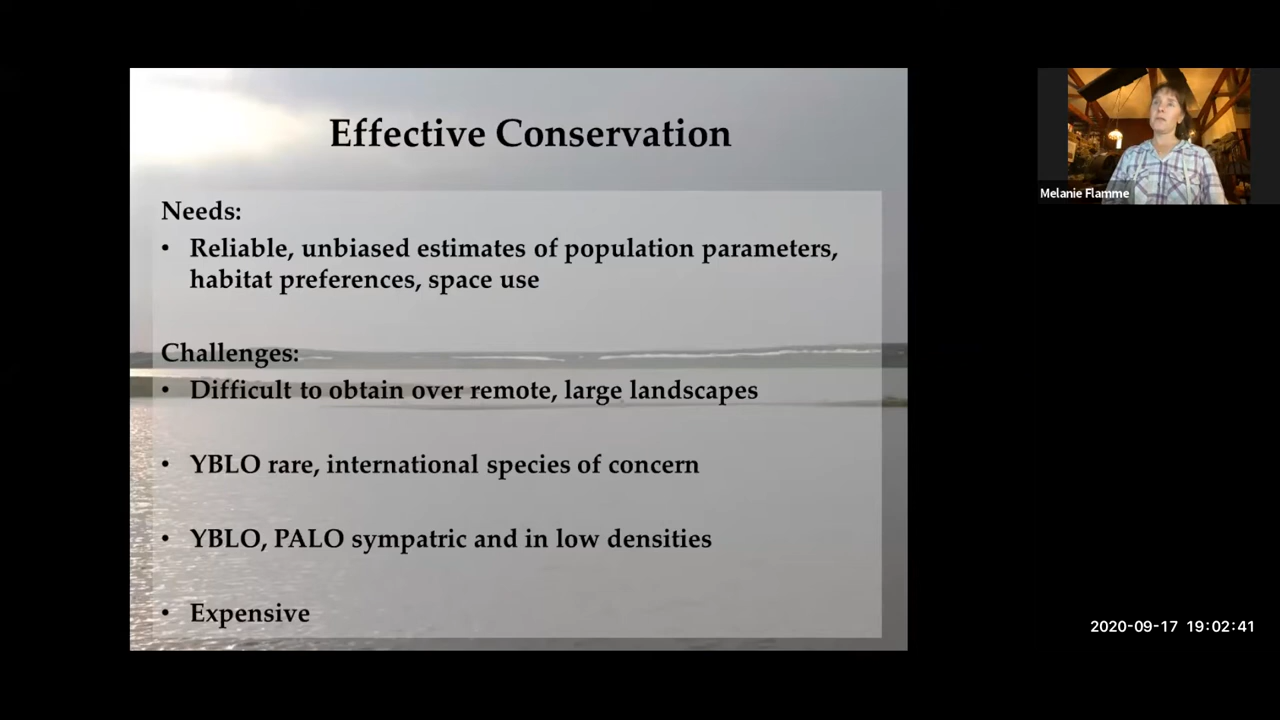 Effective Conservation
Needs:
• Reliable, unbiased estimates of population parameters,
habitat preferences, space use
Challenges:
• Difficult to obtain over remote, large landscapes
• YBLO rare, international species of concern
• YBLO, PALO sympatric and in low densities
• Expensive
Melanie Flamme
2020-09-17 19:02:41